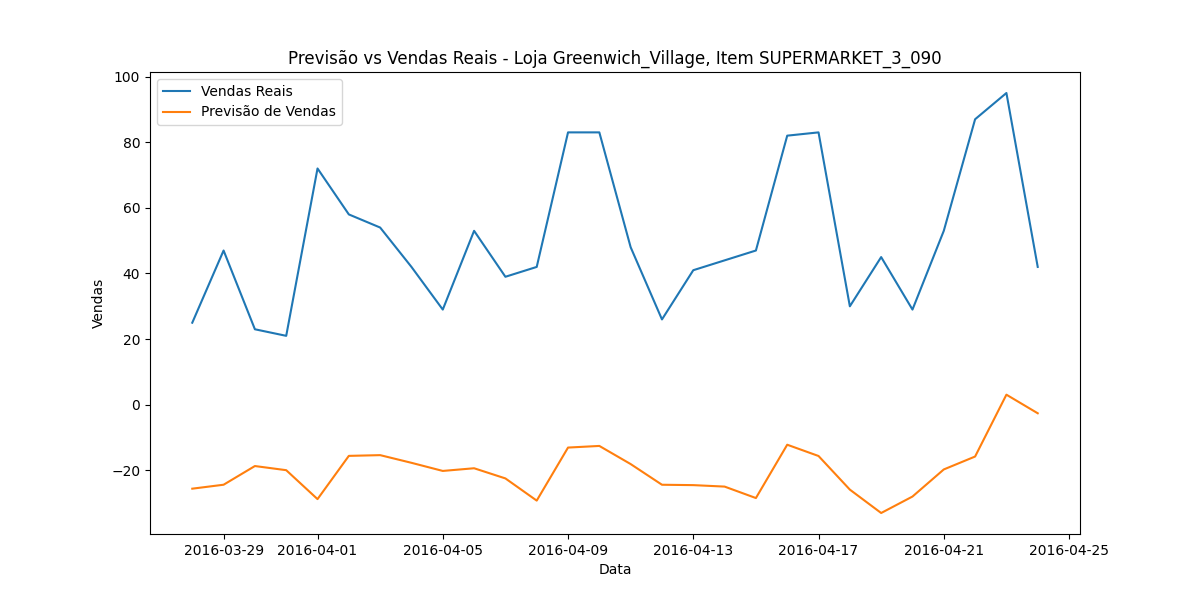 Previsão vs Vendas Reais - Loja Greenwich_Village, Item SUPERMARKET_3_090
Vendas Reais
Previsão de Vendas
100
80
60
40
20
0
−20
Vendas
2016-03-29 2016-04-01 2016-04-05 2016-04-09 2016-04-13 2016-04-17 2016-04-21 2016-04-25
Data